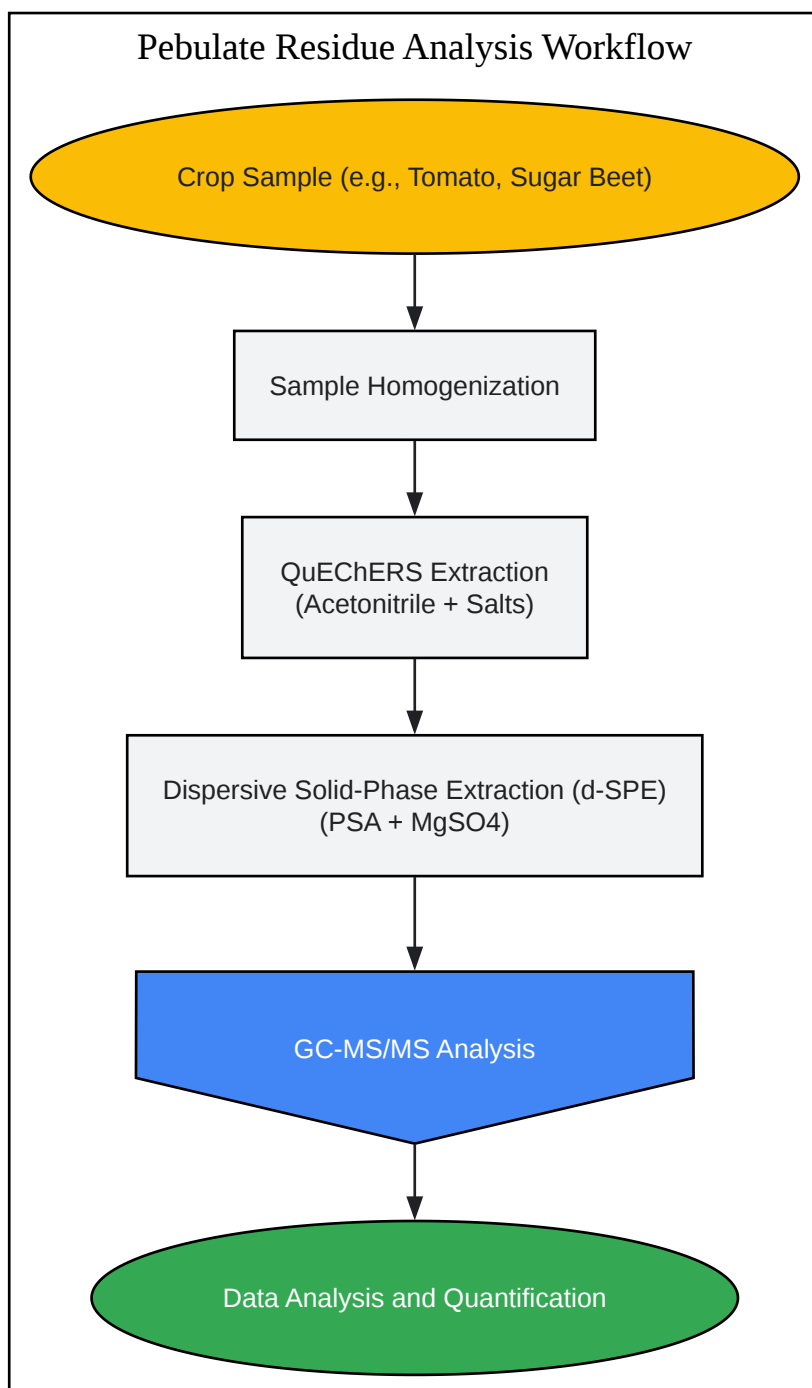 Pebulate Residue Analysis Workflow
Crop Sample (e.g., Tomato, Sugar Beet)
Sample Homogenization
QuEChERS Extraction
(Acetonitrile + Salts)
Dispersive Solid-Phase Extraction (d-SPE)
(PSA + MgSO4)
GC-MS/MS Analysis
Data Analysis and Quantification